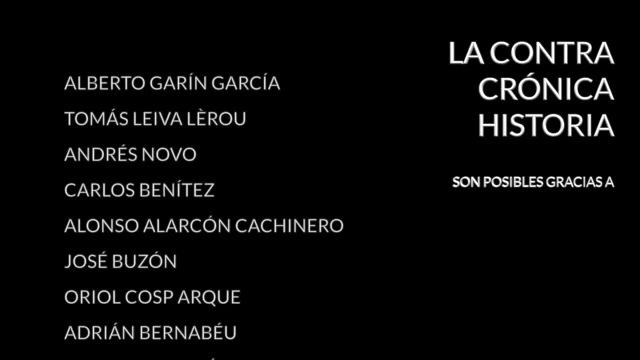 LA CONTRA
CRÓNICA
HISTORIA
SON POSIBLES GRACIAS A
ALBERTO GARÍN GARCÍA
TOMÁS LEIVA LÈROU
ANDRÉS NOVO
CARLOS BENÍTEZ
ALONSO ALARCÓN CACHINERO
JOSÉ BUZÓN
ORIOL COSP ARQUE
ADRIÁN BERNABÉU